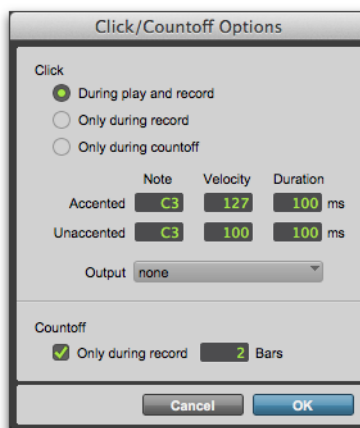 Click/Countoff Options
Click
During play and record
Only during record
Only during countoff
Note Velocity Duration
Accented C3 127 100 ms
Unaccented C3 100 100 ms
Output none
Countoff
Only during record 2 Bars
Cancel OK